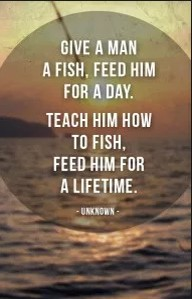 GIVE A MAN
A FISH, FEED HIM
FOR A DAY.
TEACH HIM HOW
TO FISH,
FEED HIM FOR
A LIFETIME.
- UNKNOWN -